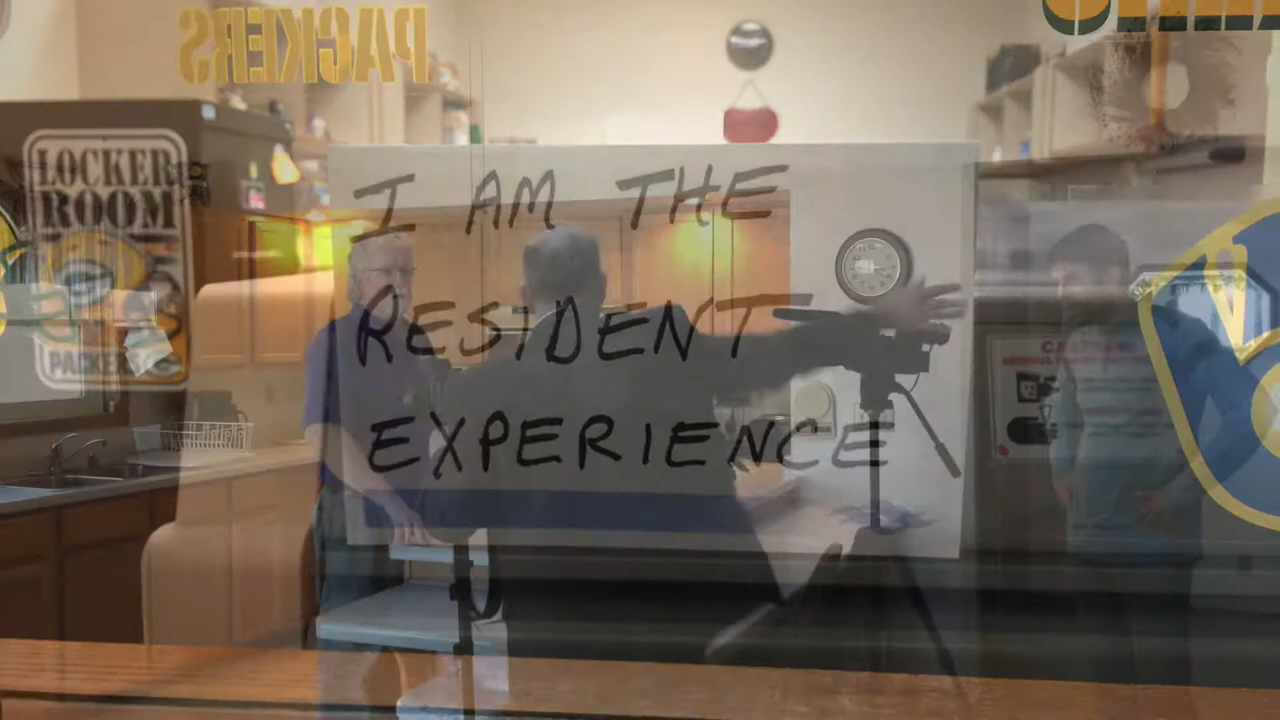 PACKERS
LOCKER
ROOM
PACKERS
I AM THE
RESIDENT
EXPERIENCE